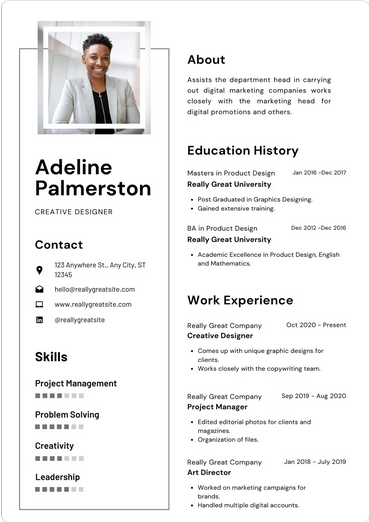 Adeline
Palmerston
CREATIVE DESIGNER
Contact
123 Anywhere St., Any City, ST
12345
hello@reallygreatsite.com
www.reallygreatsite.com
@reallygreatsite
Skills
Project Management
Problem Solving
Creativity
Leadership
About
Assists the department head in carrying
out digital marketing companies works
closely with the marketing head for
digital promotions and others.
Education History
Masters in Product Design Jan 2016 -Dec 2017
Really Great University
• Post Graduated in Graphics Designing.
• Gained extensive training.
BA in Product Design Dec 2012 -Dec 2016
Really Great University
• Academic Excellence in Product Design, English
and Mathematics.
Work Experience
Really Great Company Oct 2020 - Present
Creative Designer
• Comes up with unique graphic designs for
clients.
• Works closely with the copywriting team.
Really Great Company Sep 2019 - Aug 2020
Project Manager
• Edited editorial photos for clients and
magazines.
• Organization of files.
Really Great Company Jan 2018 - July 2019
Art Director
• Worked on marketing campaigns for
brands.
• Handled multiple digital accounts.